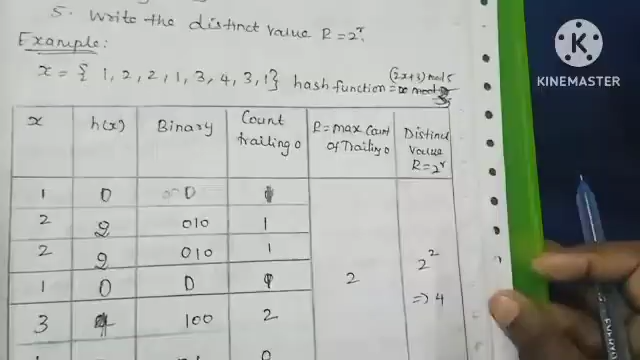 5. Write the distinct value R = 2^r.
Example:
x = { 1, 2, 2, 1, 3, 4, 3, 1} hash function = (2x+3) mod 5
KINEMASTER
x h(x) Binary Count trailing 0 R = max Count of Trailing 0 Distinct value R = 2^r
1 0 0
2 2 010 1
2 2 010 1
1 0 0
3 4 100 2
2
2^2
=> 4
0